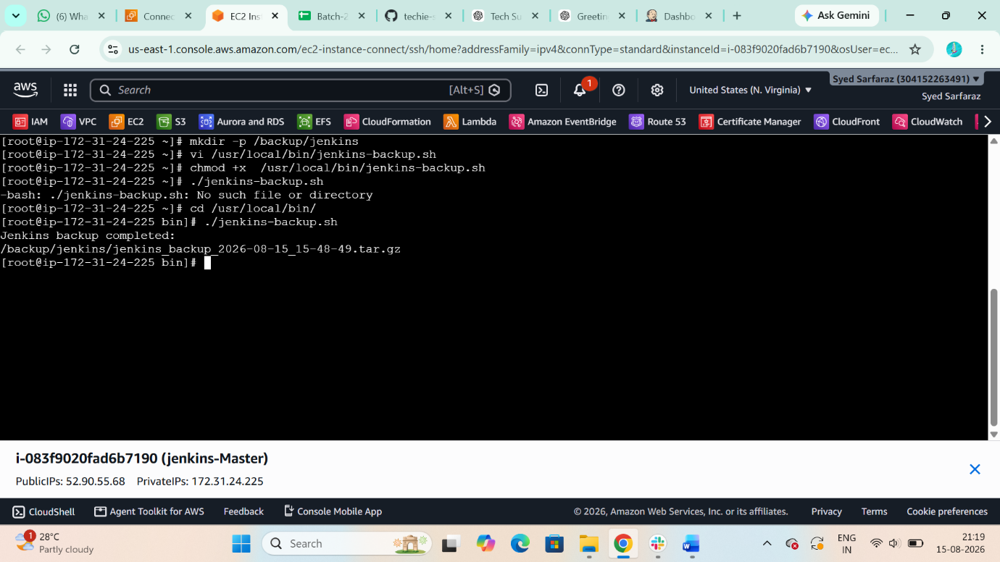 (6) Wha
Connec
EC2 Ins
Batch-2
techie-s
Tech Su
Greetin
Dashbo
Ask Gemini
us-east-1.console.aws.amazon.com/ec2-instance-connect/ssh/home?addressFamily=ipv4&connType=standard&instanceId=i-083f9020fad6b7190&osUser=ec...
aws
Search
[Alt+S]
1
United States (N. Virginia)
Syed Sarfaraz (304152263491)
Syed Sarfaraz
IAM
VPC
EC2
S3
Aurora and RDS
EFS
CloudFormation
Lambda
Amazon EventBridge
Route 53
Certificate Manager
CloudFront
CloudWatch
[root@ip-172-31-24-225 ~]# mkdir -p /backup/jenkins
[root@ip-172-31-24-225 ~]# vi /usr/local/bin/jenkins-backup.sh
[root@ip-172-31-24-225 ~]# chmod +x  /usr/local/bin/jenkins-backup.sh
[root@ip-172-31-24-225 ~]# ./jenkins-backup.sh
-bash: ./jenkins-backup.sh: No such file or directory
[root@ip-172-31-24-225 ~]# cd /usr/local/bin/
[root@ip-172-31-24-225 bin]# ./jenkins-backup.sh
Jenkins backup completed:
/backup/jenkins/jenkins_backup_2026-08-15_15-48-49.tar.gz
[root@ip-172-31-24-225 bin]#
i-083f9020fad6b7190 (jenkins-Master)
PublicIPs: 52.90.55.68    PrivateIPs: 172.31.24.225
CloudShell
Agent Toolkit for AWS
Feedback
Console Mobile App
© 2026, Amazon Web Services, Inc. or its affiliates.
Privacy
Terms
Cookie preferences
1
28°C
Partly cloudy
Search
ENG
IN
21:19
15-08-2026